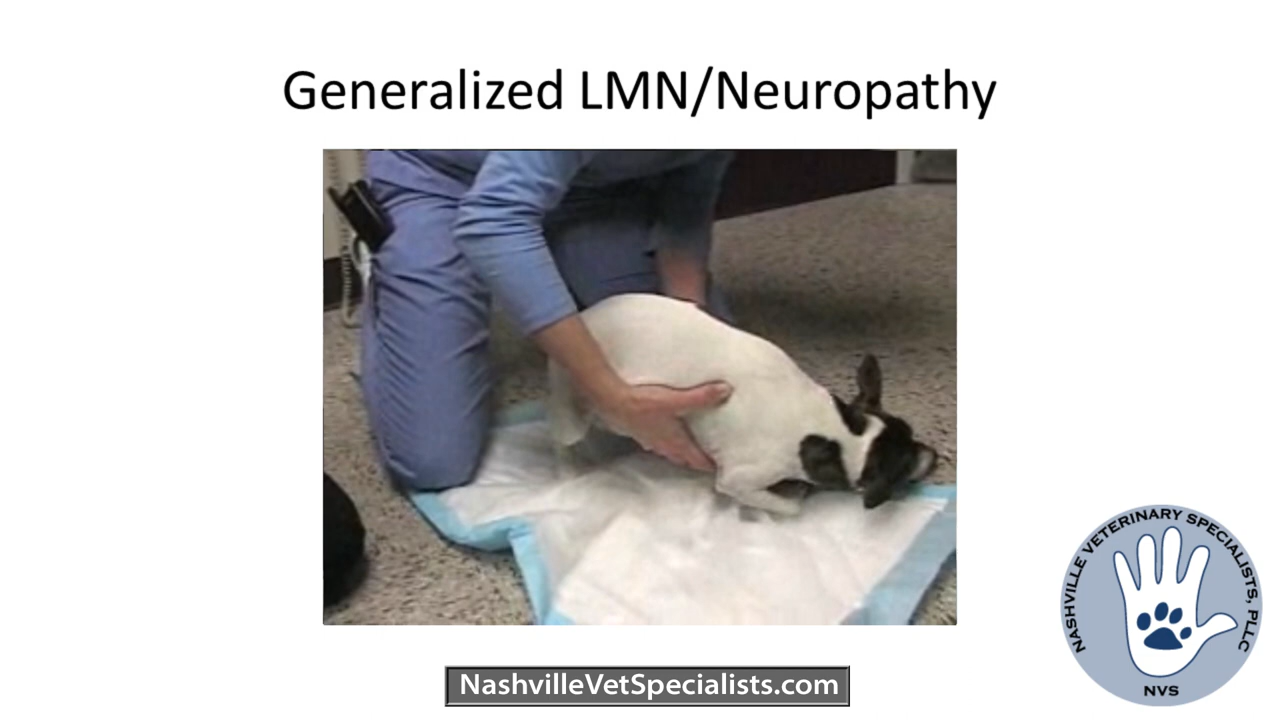 Generalized LMN/Neuropathy
NashvilleVetSpecialists.com
NASHVILLE VETERINARY SPECIALISTS, PLLC
NVS